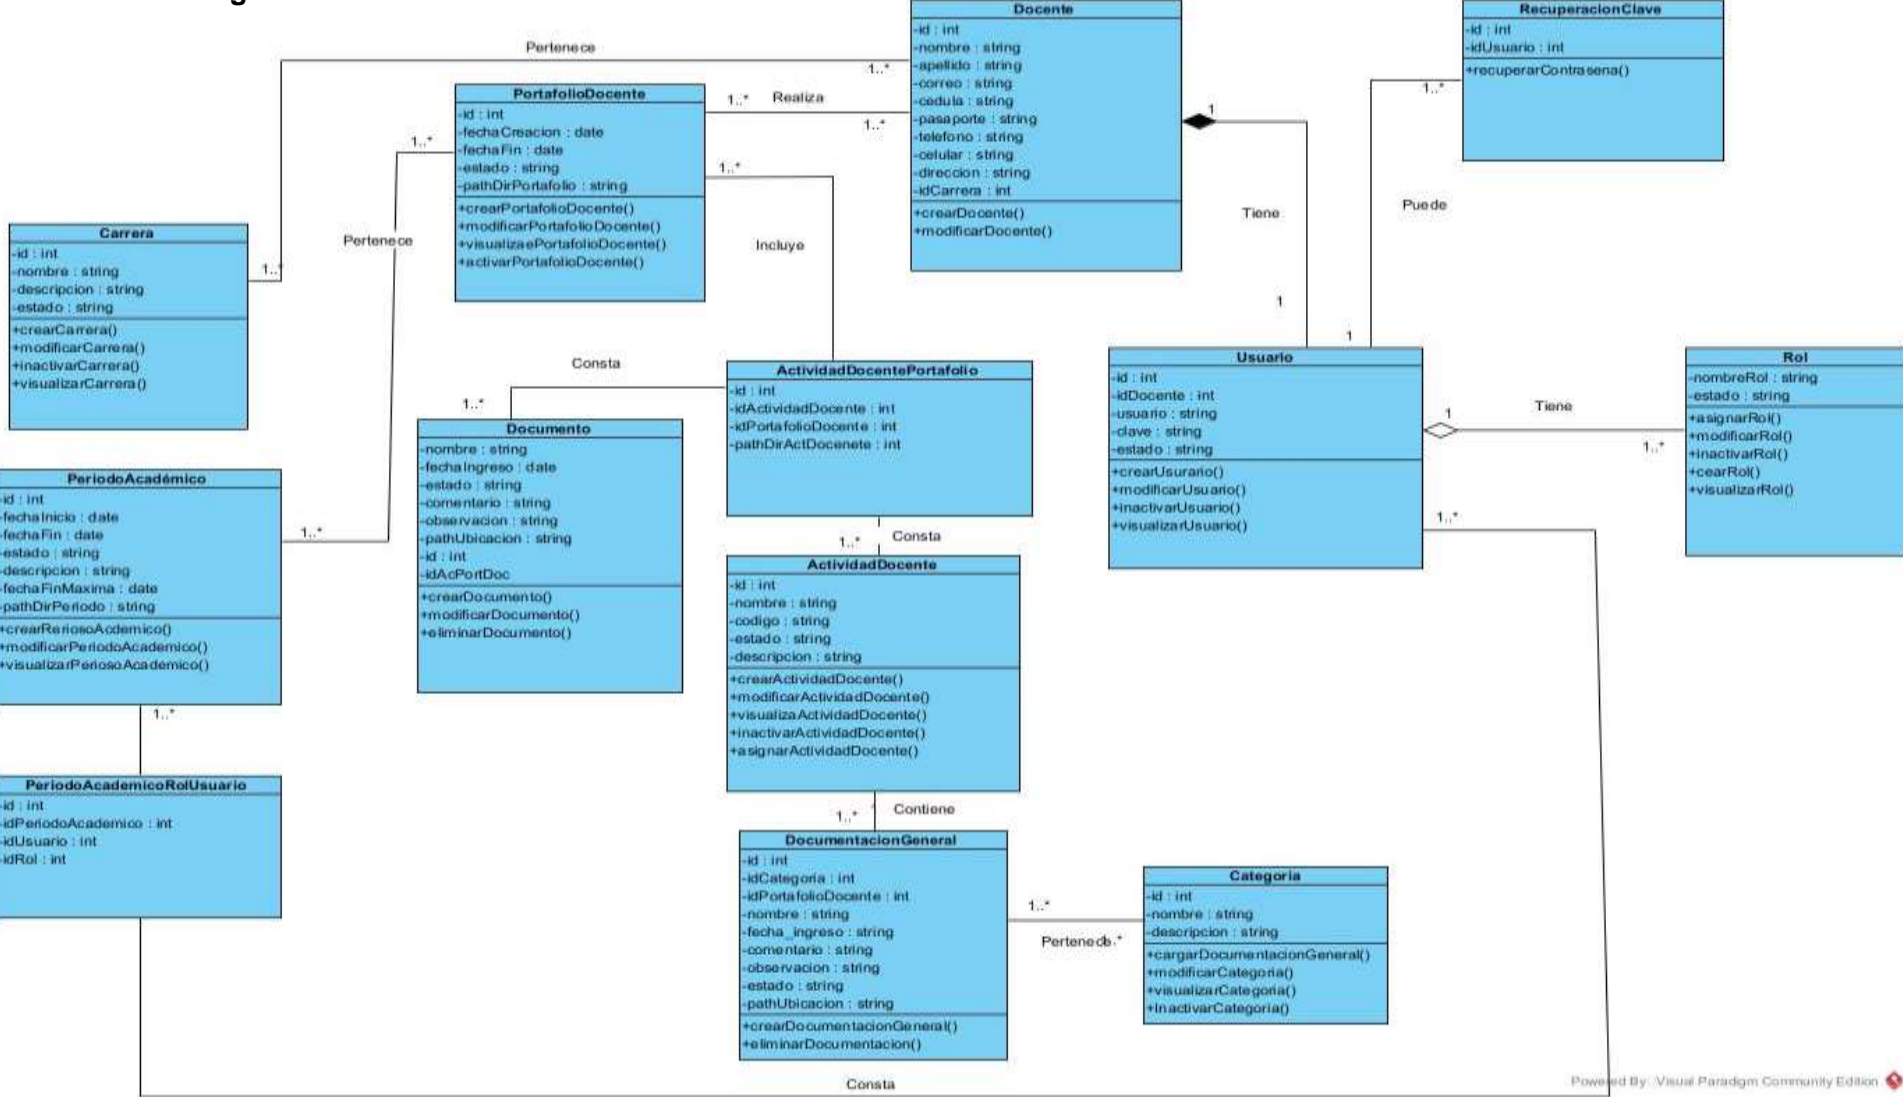 g
Docente
-id : int
-nombre : string
-apellido : string
-correo : string
-cedula : string
-pasaporte : string
-telefono : string
-celular : string
-direccion : string
-idCarrera : int
+crearDocente()
+modificarDocente()
RecuperacionClave
-id : int
-idUsuario : int
+recuperarContrasena()
Pertenece
1..*
1..*
PortafolioDocente
-id : int
-fechaCreacion : date
-fechaFin : date
-estado : string
-pathDirPortafolio : string
+crearPortafolioDocente()
+modificarPortafolioDocente()
+visualizaePortafolioDocente()
+activarPortafolioDocente()
1..*
Realiza
1..*
1..*
Pertenece
1..*
1..*
Incluye
1
Tiene
1
1..*
Puede
1
Carrera
-id : int
-nombre : string
-descripcion : string
-estado : string
+crearCarrera()
+modificarCarrera()
+inactivarCarrera()
+visualizarCarrera()
Usuario
-id : int
-idDocente : int
-usuario : string
-clave : string
-estado : string
+crearUsurario()
+modificarUsuario()
+inactivarUsuario()
+visualizarUsuario()
1
Tiene
1..*
1..*
Rol
-nombreRol : string
-estado : string
+asignarRol()
+modificarRol()
+inactivarRol()
+cearRol()
+visualizarRol()
Consta
1..*
ActividadDocentePortafolio
-id : int
-idActividadDocente : int
-idPortafolioDocente : int
-pathDirActDocenete : int
Documento
-nombre : string
-fechaIngreso : date
-estado : string
-comentario : string
-observacion : string
-pathUbicacion : string
-id : int
-idAcPortDoc
+crearDocumento()
+modificarDocumento()
+eliminarDocumento()
PeriodoAcadémico
-id : int
-fechaInicio : date
-fechaFin : date
-estado : string
-descripcion : string
-fechaFinMaxima : date
-pathDirPeriodo : string
+crearReriosoAcdemico()
+modificarPeriodoAcademico()
+visualizarPeriosoAcademico()
1..*
1..*
Consta
ActividadDocente
-id : int
-nombre : string
-codigo : string
-estado : string
-descripcion : string
+crearActividadDocente()
+modificarActividadDocente()
+visualizaActividadDocente()
+inactivarActividadDocente()
+asignarActividadDocente()
PeriodoAcademicoRolUsuario
-id : int
-idPeriodoAcademico : int
-idUsuario : int
-idRol : int
1..*
Contiene
DocumentacionGeneral
-id : int
-idCategoria : int
-idPortafolioDocente : int
-nombre : string
-fecha_ingreso : string
-comentario : string
-observacion : string
-estado : string
-pathUbicacion : string
+crearDocumentacionGeneral()
+eliminarDocumentacion()
1..*
Categoria
-id : int
-nombre : string
-descripcion : string
+cargarDocumentacionGeneral()
+modificarCategoria()
+visualizarCategoria()
+InactivarCategoria()
Consta
Powered By: Visual Paradigm Community Edition